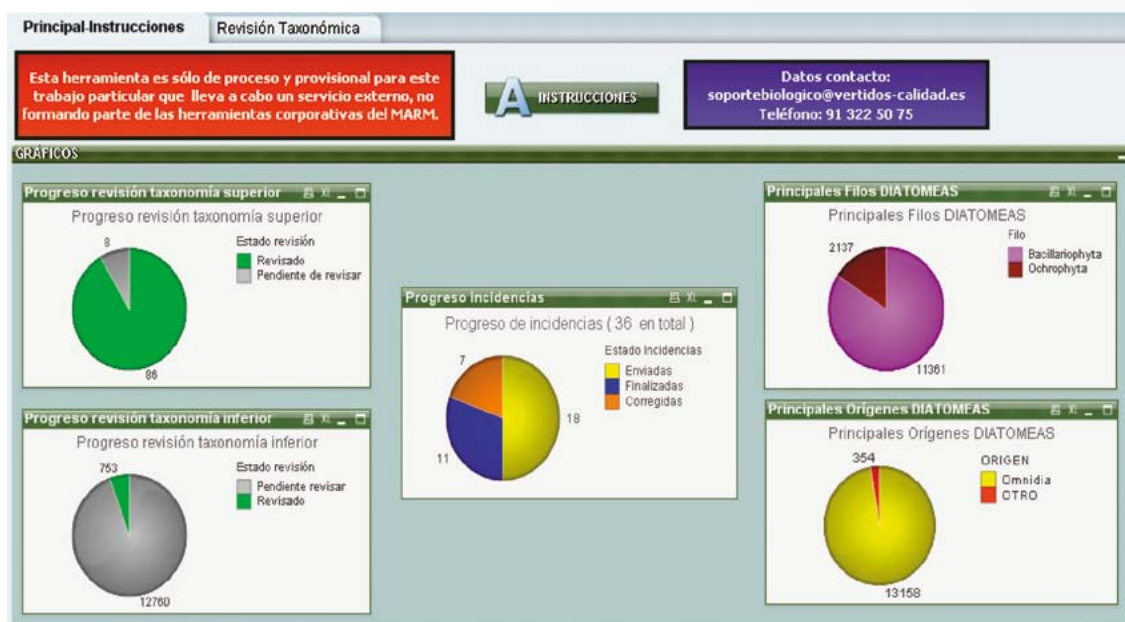 Principal-Instrucciones
Revisión Taxonómica
Esta herramienta es sólo de proceso y provisional para este
trabajo particular que lleva a cabo un servicio externo, no
formando parte de las herramientas corporativas del MARM.
A INSTRUCCIONES
Datos contacto:
soportebiologico@vertidos-calidad.es
Teléfono: 91 322 50 75
GRÁFICOS
Progreso revisión taxonomía superior XL
Progreso revisión taxonomía superior
8
86
Estado revisión
Revisado
Pendiente de revisar
Progreso revisión taxonomía inferior XL
Progreso revisión taxonomía inferior
753
12760
Estado revisión
Pendiente revisar
Revisado
Progreso incidencias XL
Progreso de incidencias ( 36 en total )
7
18
11
Estado Incidencias
Enviadas
Finalizadas
Corregidas
Principales Filos DIATOMEAS XL
Principales Filos DIATOMEAS
2137
11361
Filo
Bacillariophyta
Ochrophyta
Principales Orígenes DIATOMEAS XL
Principales Orígenes DIATOMEAS
354
13158
ORIGEN
Omnidia
OTRO